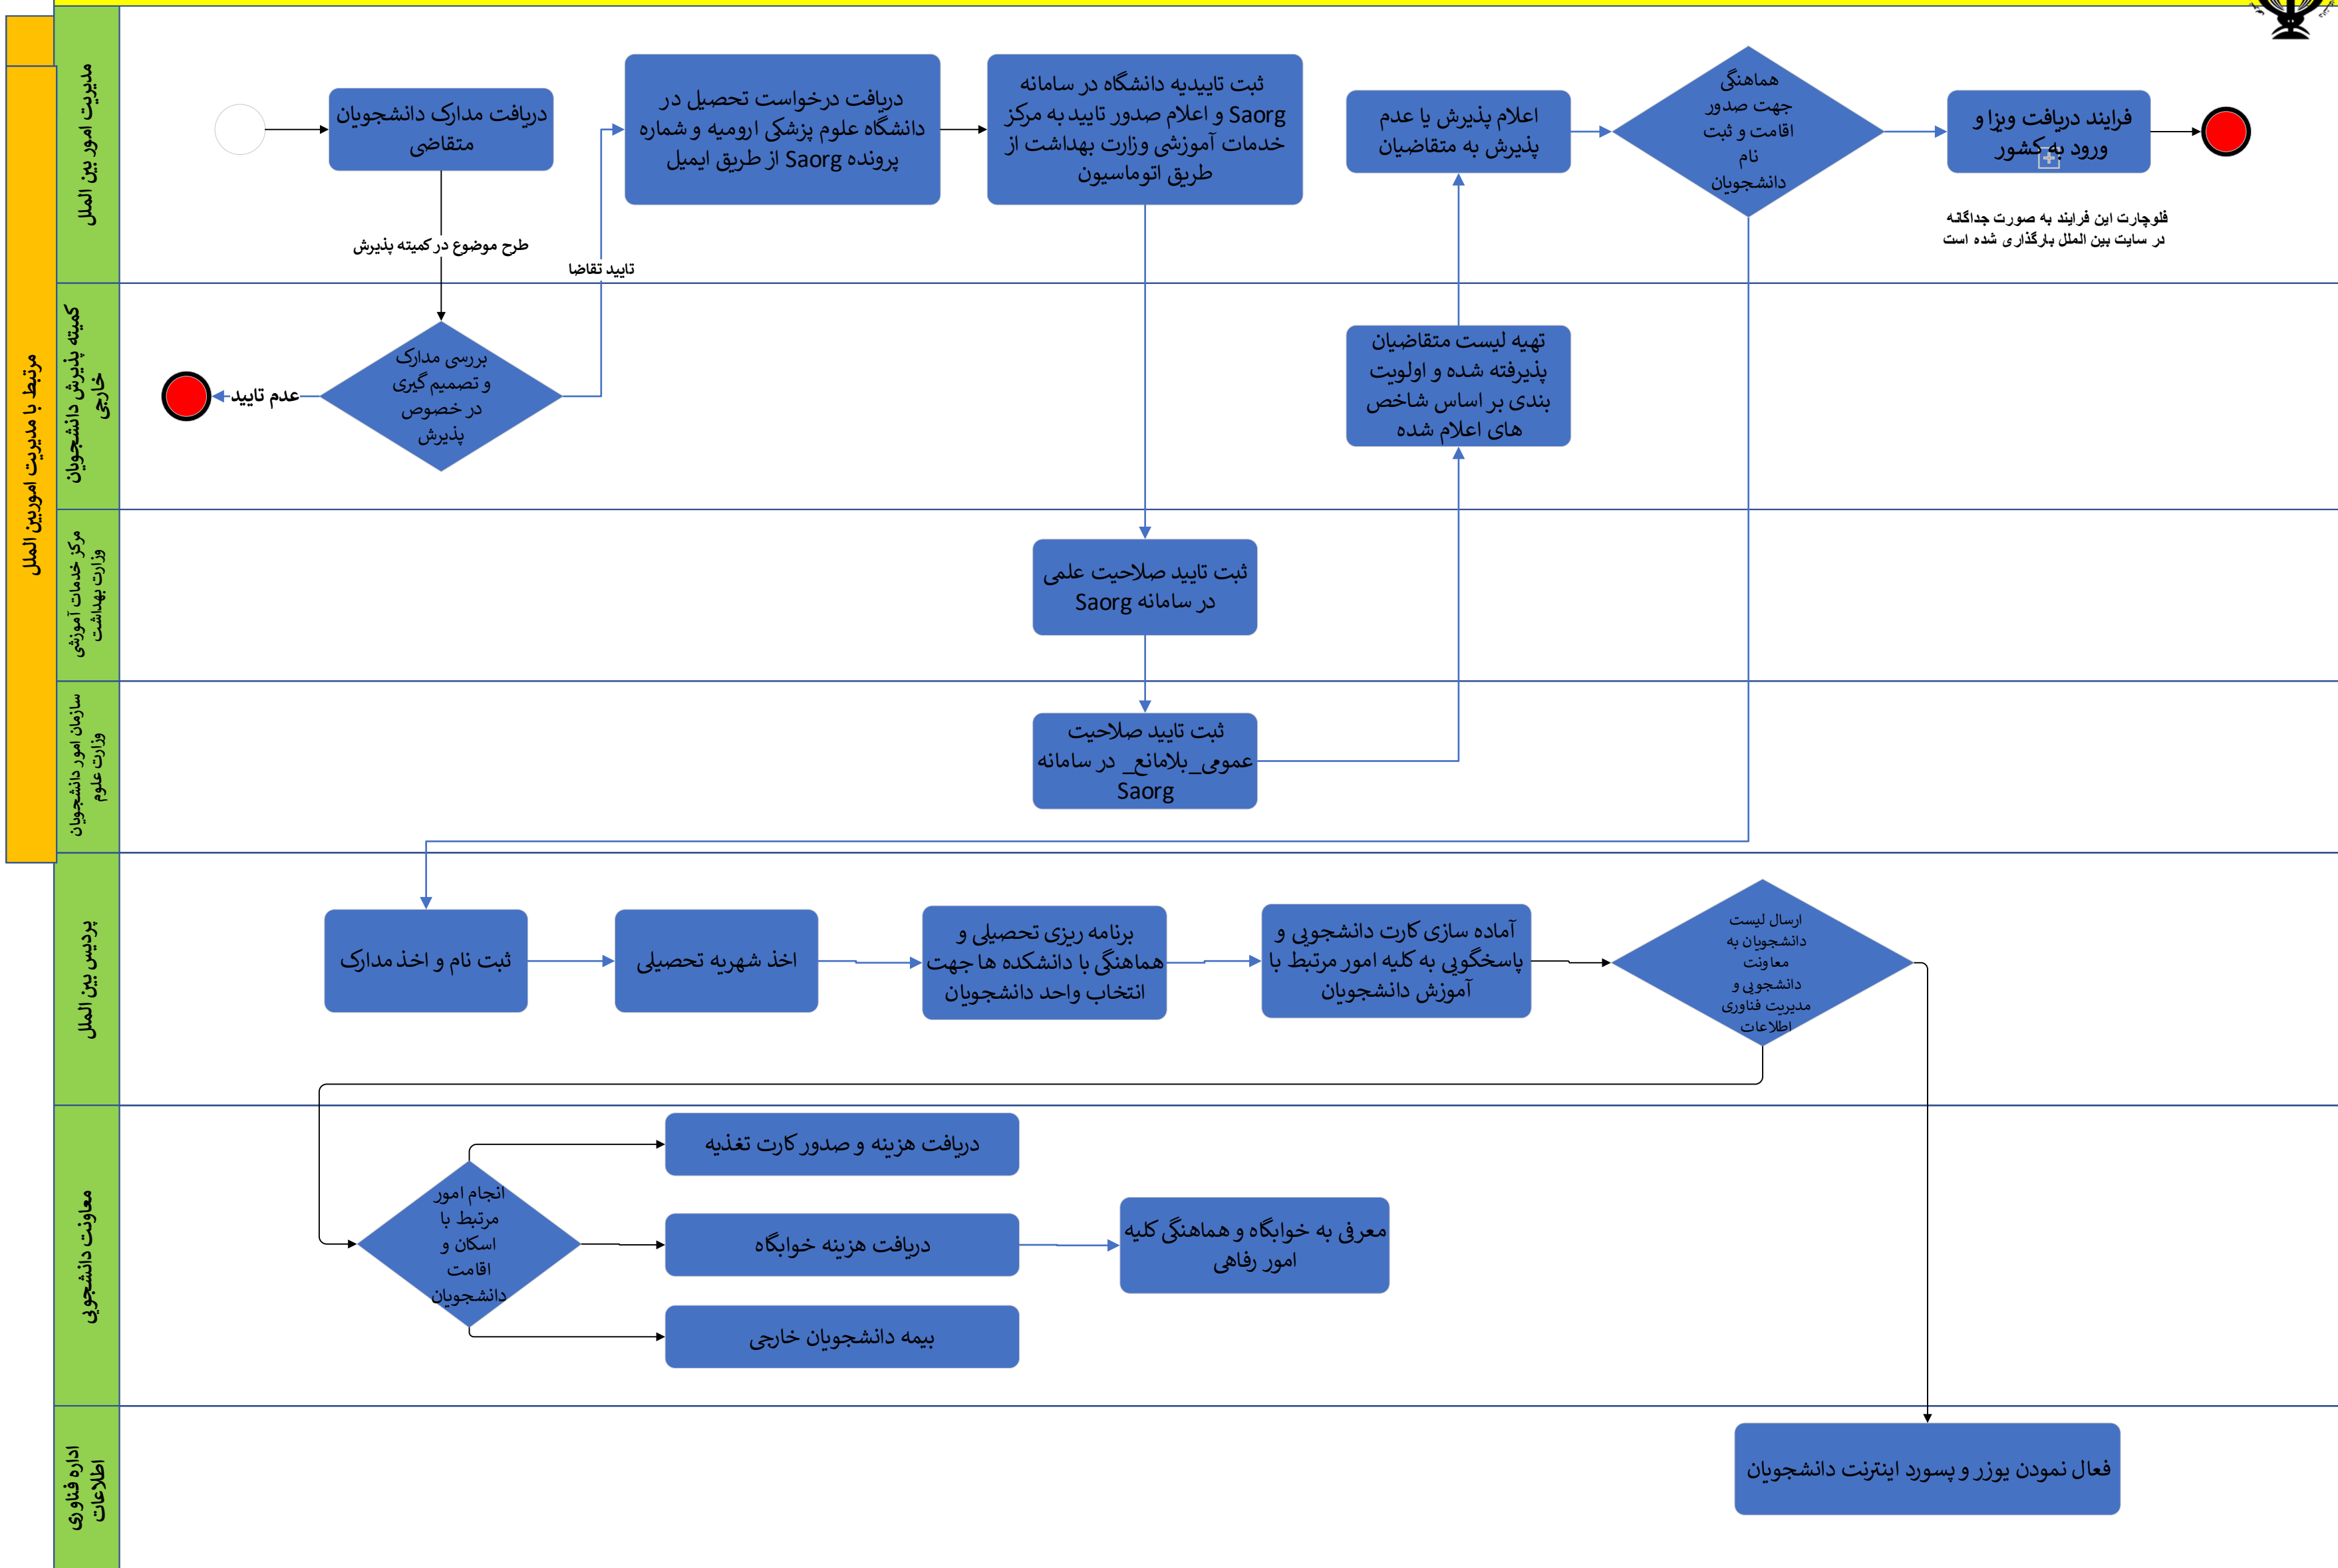 مرتبط با مدیریت اموربین الملل
مدیریت امور بین الملل
دریافت مدارک دانشجویان
متقاضی
طرح موضوع در کمیته پذیرش
تایید تقاضا
دریافت درخواست تحصیل در
دانشگاه علوم پزشکی ارومیه و شماره
پرونده Saorg از طریق ایمیل
ثبت تاییدیه دانشگاه در سامانه
Saorg و اعلام صدور تایید به مرکز
خدمات آموزشی وزارت بهداشت از
طریق اتوماسیون
اعلام پذیرش یا عدم
پذیرش به متقاضیان
هماهنگی
جهت صدور
اقامت و ثبت
نام
دانشجویان
فرایند دریافت ویزا و
ورود به کشور
فلوچارت این فرایند به صورت جداگانه
در سایت بین الملل بارگذاری شده است
کمیته پذیرش دانشجویان
خارجی
عدم تایید
بررسی مدارک
و تصمیم گیری
در خصوص
پذیرش
تهیه لیست متقاضیان
پذیرفته شده و اولویت
بندی بر اساس شاخص
های اعلام شده
مرکز خدمات آموزشی
وزارت بهداشت
ثبت تایید صلاحیت علمی
در سامانه Saorg
سازمان امور دانشجویان
وزارت علوم
ثبت تایید صلاحیت
عمومی_بلامانع_ در سامانه
Saorg
پردیس بین الملل
ثبت نام و اخذ مدارک
اخذ شهریه تحصیلی
برنامه ریزی تحصیلی و
هماهنگی با دانشکده ها جهت
انتخاب واحد دانشجویان
آماده سازی کارت دانشجویی و
پاسخگویی به کلیه امور مرتبط با
آموزش دانشجویان
ارسال لیست
دانشجویان به
معاونت
دانشجویی و
مدیریت فناوری
اطلاعات
معاونت دانشجویی
انجام امور
مرتبط با
اسکان و
اقامت
دانشجویان
دریافت هزینه و صدور کارت تغذیه
دریافت هزینه خوابگاه
معرفی به خوابگاه و هماهنگی کلیه
امور رفاهی
بیمه دانشجویان خارجی
اداره فناوری
اطلاعات
فعال نمودن یوزر و پسورد اینترنت دانشجویان